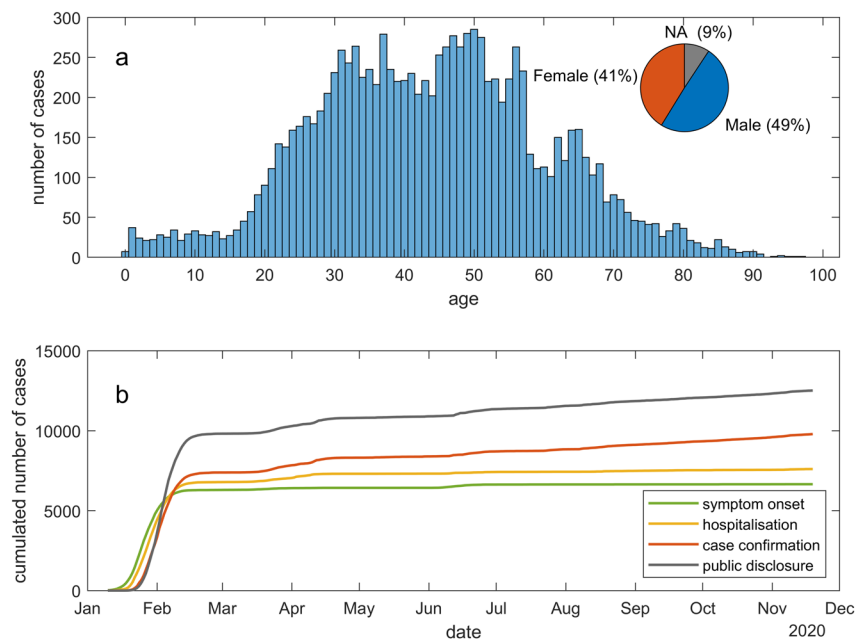 a
NA (9%)
Female (41%)
Male (49%)
number of cases
300
250
200
150
100
50
0
0 10 20 30 40 50 60 70 80 90 100
age
b
cumulated number of cases
15000
10000
5000
0
symptom onset
hospitalisation
case confirmation
public disclosure
Jan Feb Mar Apr May Jun Jul Aug Sep Oct Nov Dec
date
2020